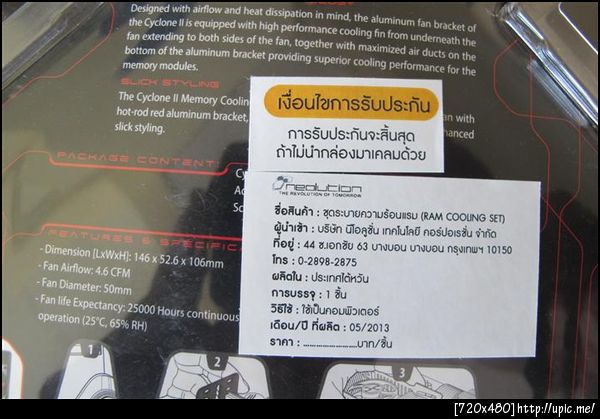 Designed with airflow and heat dissipation in mind, the aluminum fan bracket of
the Cyclone II is equipped with high performance cooling fin from underneath the
fan extending to both sides of the fan, together with maximized air ducts on the
bottom of the aluminum bracket providing superior cooling performance for the
memory modules.
SLICK STYLING
The Cyclone II Memory Cooling
hot-rod red aluminum bracket,
slick styling.
fan with
enhanced
เงื่อนไขการรับประกัน
การรับประกันจะสิ้นสุด
ถ้าไม่นำกล่องมาเคลมด้วย
PACKAGE CONTENT:
neolution
THE REVOLUTION OF TOMORROW
ชื่อสินค้า : ชุดระบายความร้อนแรม (RAM COOLING SET)
ผู้นำเข้า : บริษัท นีโอลูชั่น เทคโนโลยี คอร์ปอเรชั่น จำกัด
ที่อยู่ : 44 ซ.เอกชัย 63 บางบอน บางบอน กรุงเทพฯ 10150
โทร : 0-2898-2875
ผลิตใน : ประเทศไต้หวัน
การบรรจุ : 1 ชิ้น
วิธีใช้ : ใช้เป็นคอมพิวเตอร์
เดือน/ปี ที่ผลิต : 05/2013
ราคา : ........................บาท/ชิ้น
FEATURES & SPECIFIC
- Dimension [LxWxH]: 146 x 52.6 x 106mm
- Fan Airflow: 4.6 CFM
- Fan Diameter: 50mm
- Fan life Expectancy: 25000 Hours continuous
operation (25°C, 65% RH)
1
2
3
[720x480]http://upic.me/